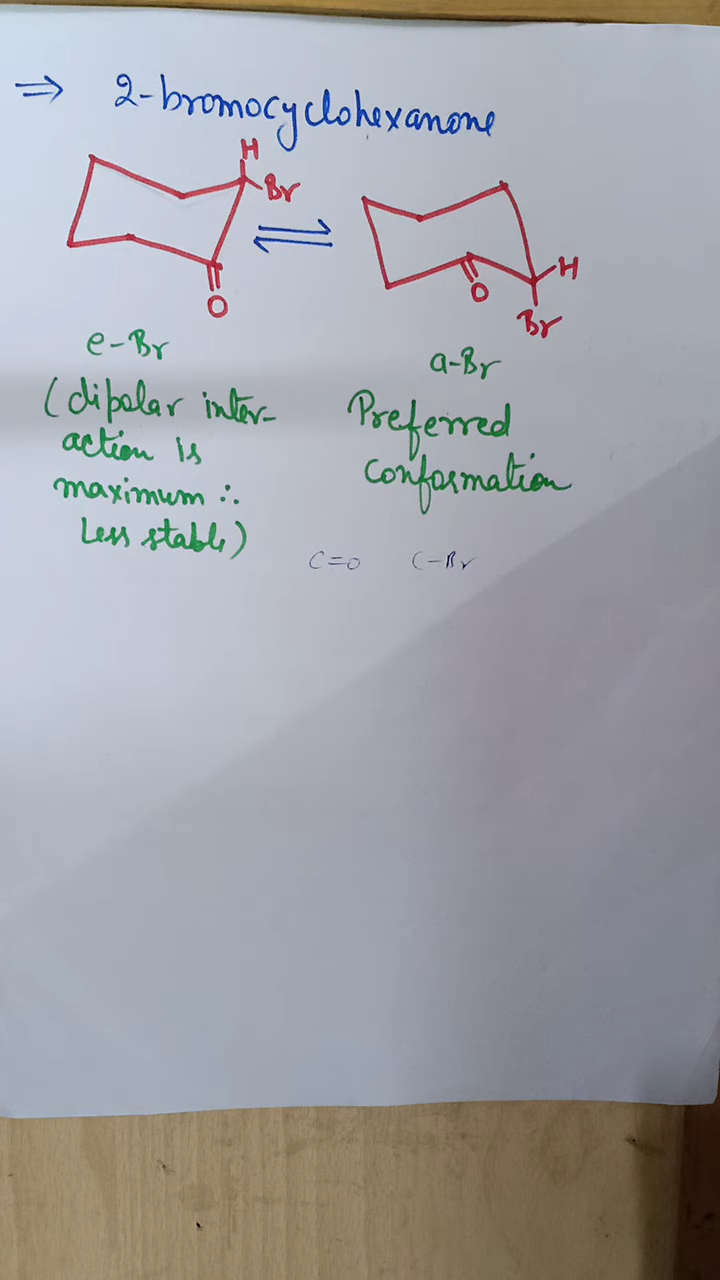 ⇒ 2-bromocyclohexanone
H
Br
O
H
O
Br
e-Br
(dipolar inter-
action is
maximum ∴
Less stable)
a-Br
Preferred
conformation
C=O C-Br